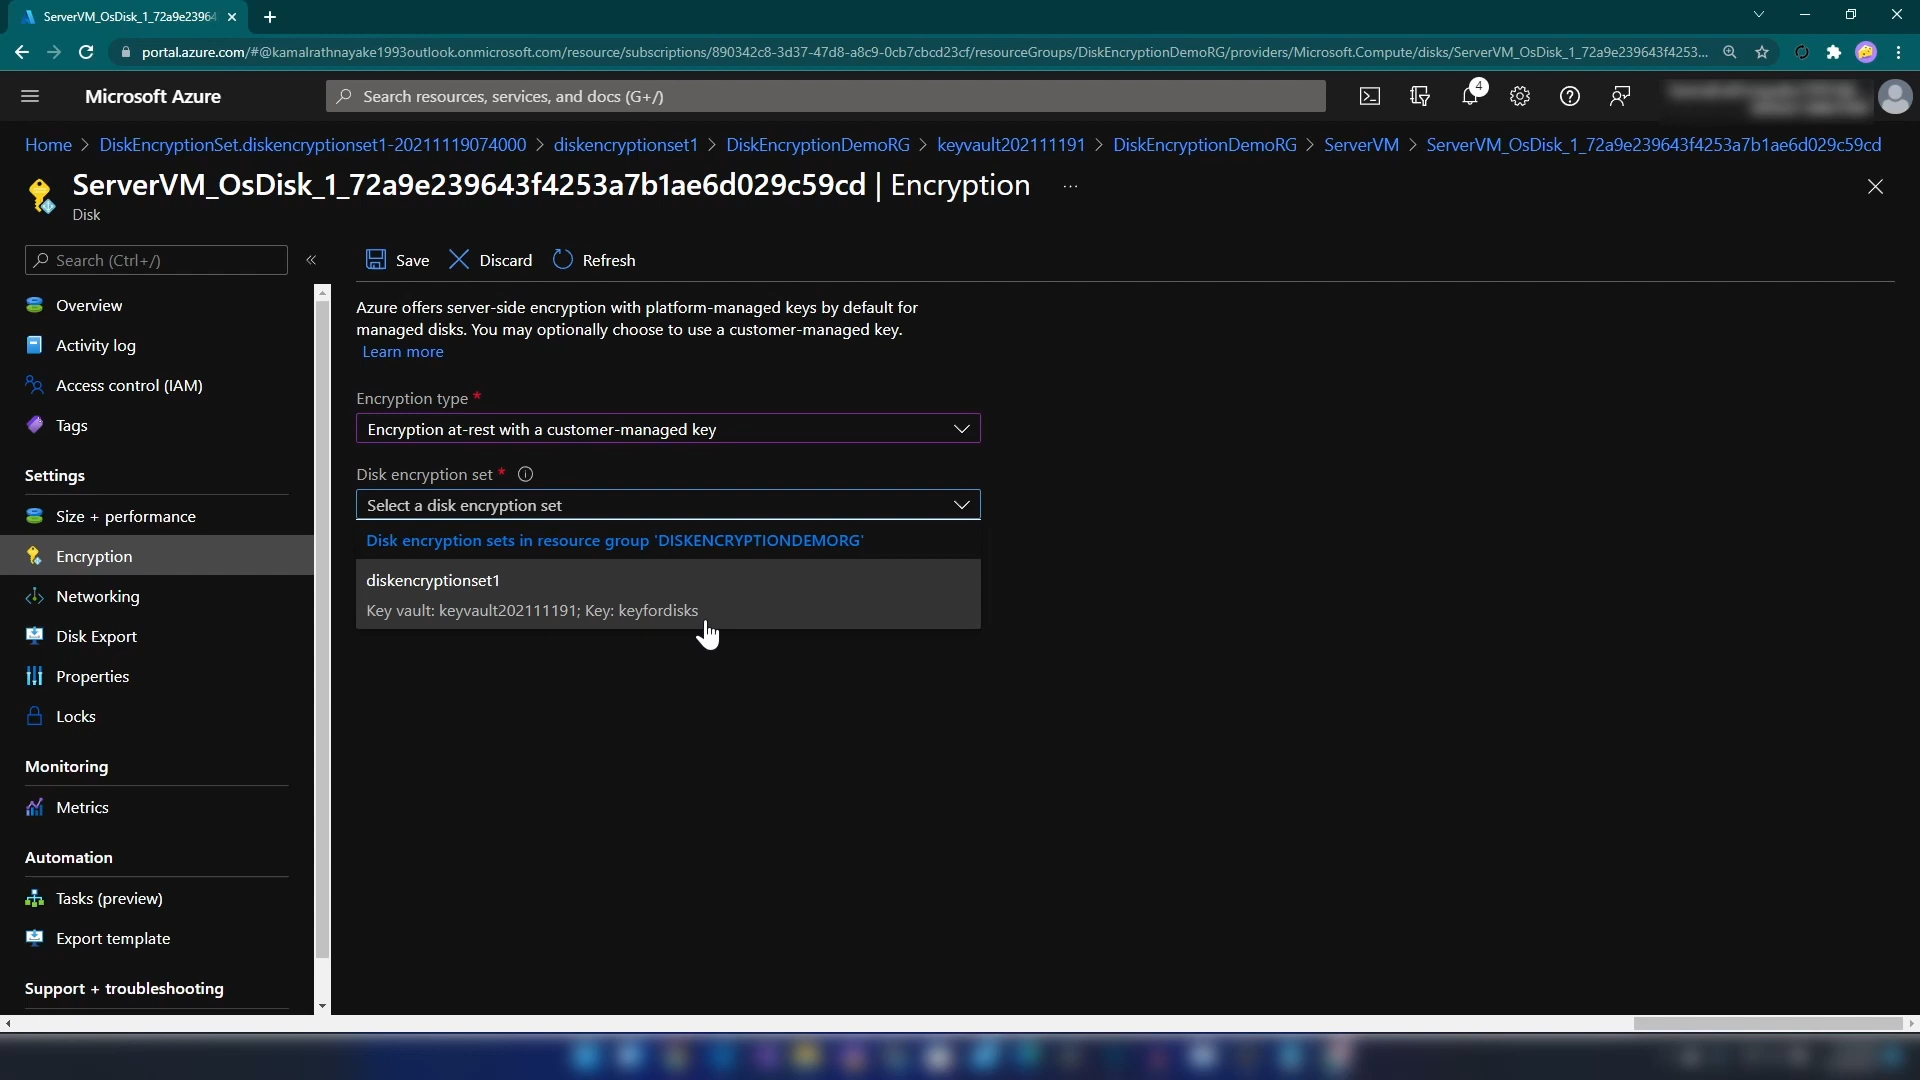 ServerVM_OsDisk_1_72a9e23964
portal.azure.com/#@kamalrathnayake1993outlook.onmicrosoft.com/resource/subscriptions/890342c8-3d37-47d8-a8c9-0cb7cbcd23cf/resourceGroups/DiskEncryptionDemoRG/providers/Microsoft.Compute/disks/ServerVM_OsDisk_1_72a9e239643f4253...
Microsoft Azure
Search resources, services, and docs (G+/)
4
Home > DiskEncryptionSet.diskencryptionset1-20211119074000 > diskencryptionset1 > DiskEncryptionDemoRG > keyvault202111191 > DiskEncryptionDemoRG > ServerVM > ServerVM_OsDisk_1_72a9e239643f4253a7b1ae6d029c59cd
ServerVM_OsDisk_1_72a9e239643f4253a7b1ae6d029c59cd | Encryption ...
Disk
Search (Ctrl+/)
«
Save
Discard
Refresh
Overview
Activity log
Access control (IAM)
Tags
Settings
Size + performance
Encryption
Networking
Disk Export
Properties
Locks
Monitoring
Metrics
Automation
Tasks (preview)
Export template
Support + troubleshooting
Azure offers server-side encryption with platform-managed keys by default for
managed disks. You may optionally choose to use a customer-managed key.
Learn more
Encryption type *
Encryption at-rest with a customer-managed key
Disk encryption set *
Select a disk encryption set
Disk encryption sets in resource group 'DISKENCRYPTIONDEMORG'
diskencryptionset1
Key vault: keyvault202111191; Key: keyfordisks